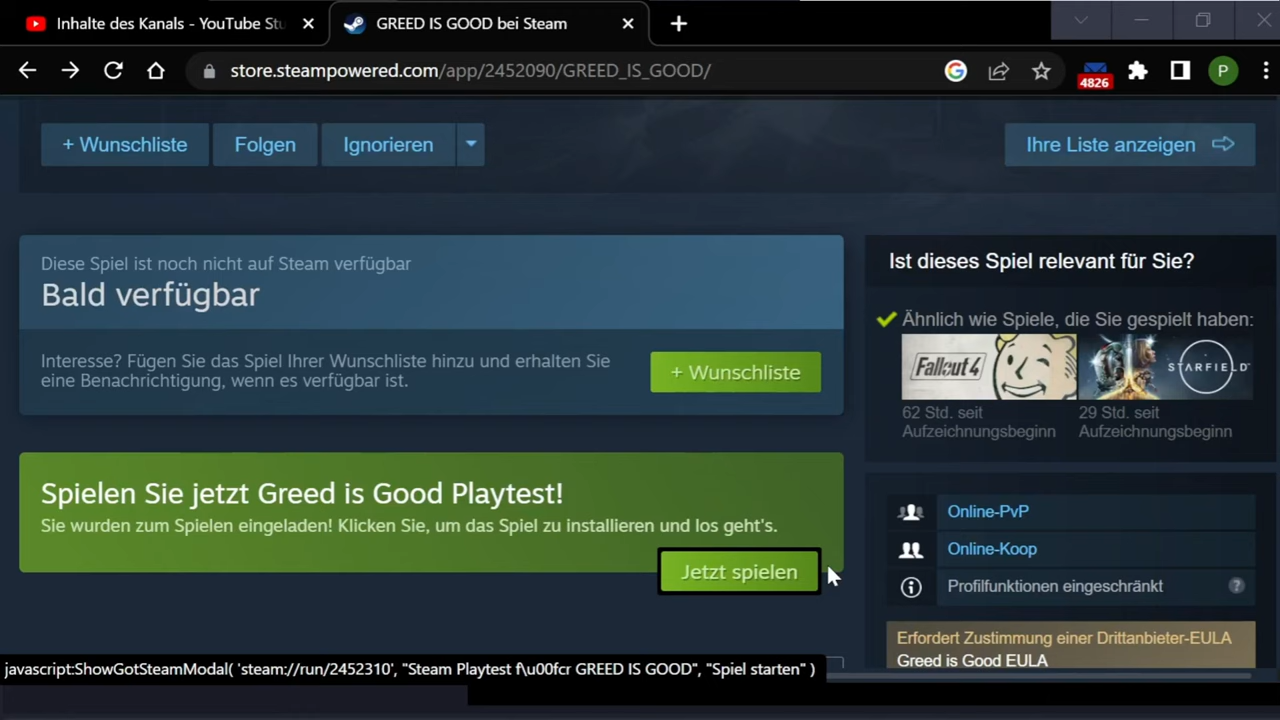 Inhalte des Kanals - YouTube Stu
GREED IS GOOD bei Steam
store.steampowered.com/app/2452090/GREED_IS_GOOD/
4826
P
+ Wunschliste
Folgen
Ignorieren
Ihre Liste anzeigen
Diese Spiel ist noch nicht auf Steam verfügbar
Bald verfügbar
Interesse? Fügen Sie das Spiel Ihrer Wunschliste hinzu und erhalten Sie
eine Benachrichtigung, wenn es verfügbar ist.
+ Wunschliste
Spielen Sie jetzt Greed is Good Playtest!
Sie wurden zum Spielen eingeladen! Klicken Sie, um das Spiel zu installieren und los geht's.
Jetzt spielen
Ist dieses Spiel relevant für Sie?
Ähnlich wie Spiele, die Sie gespielt haben:
Fallout 4
STARFIELD
62 Std. seit
Aufzeichnungsbeginn
29 Std. seit
Aufzeichnungsbeginn
Online-PvP
Online-Koop
Profilfunktionen eingeschränkt
?
Erfordert Zustimmung einer Drittanbieter-EULA
Greed is Good EULA
javascript:ShowGotSteamModal( 'steam://run/2452310', "Steam Playtest f\u00fcr GREED IS GOOD", "Spiel starten" )